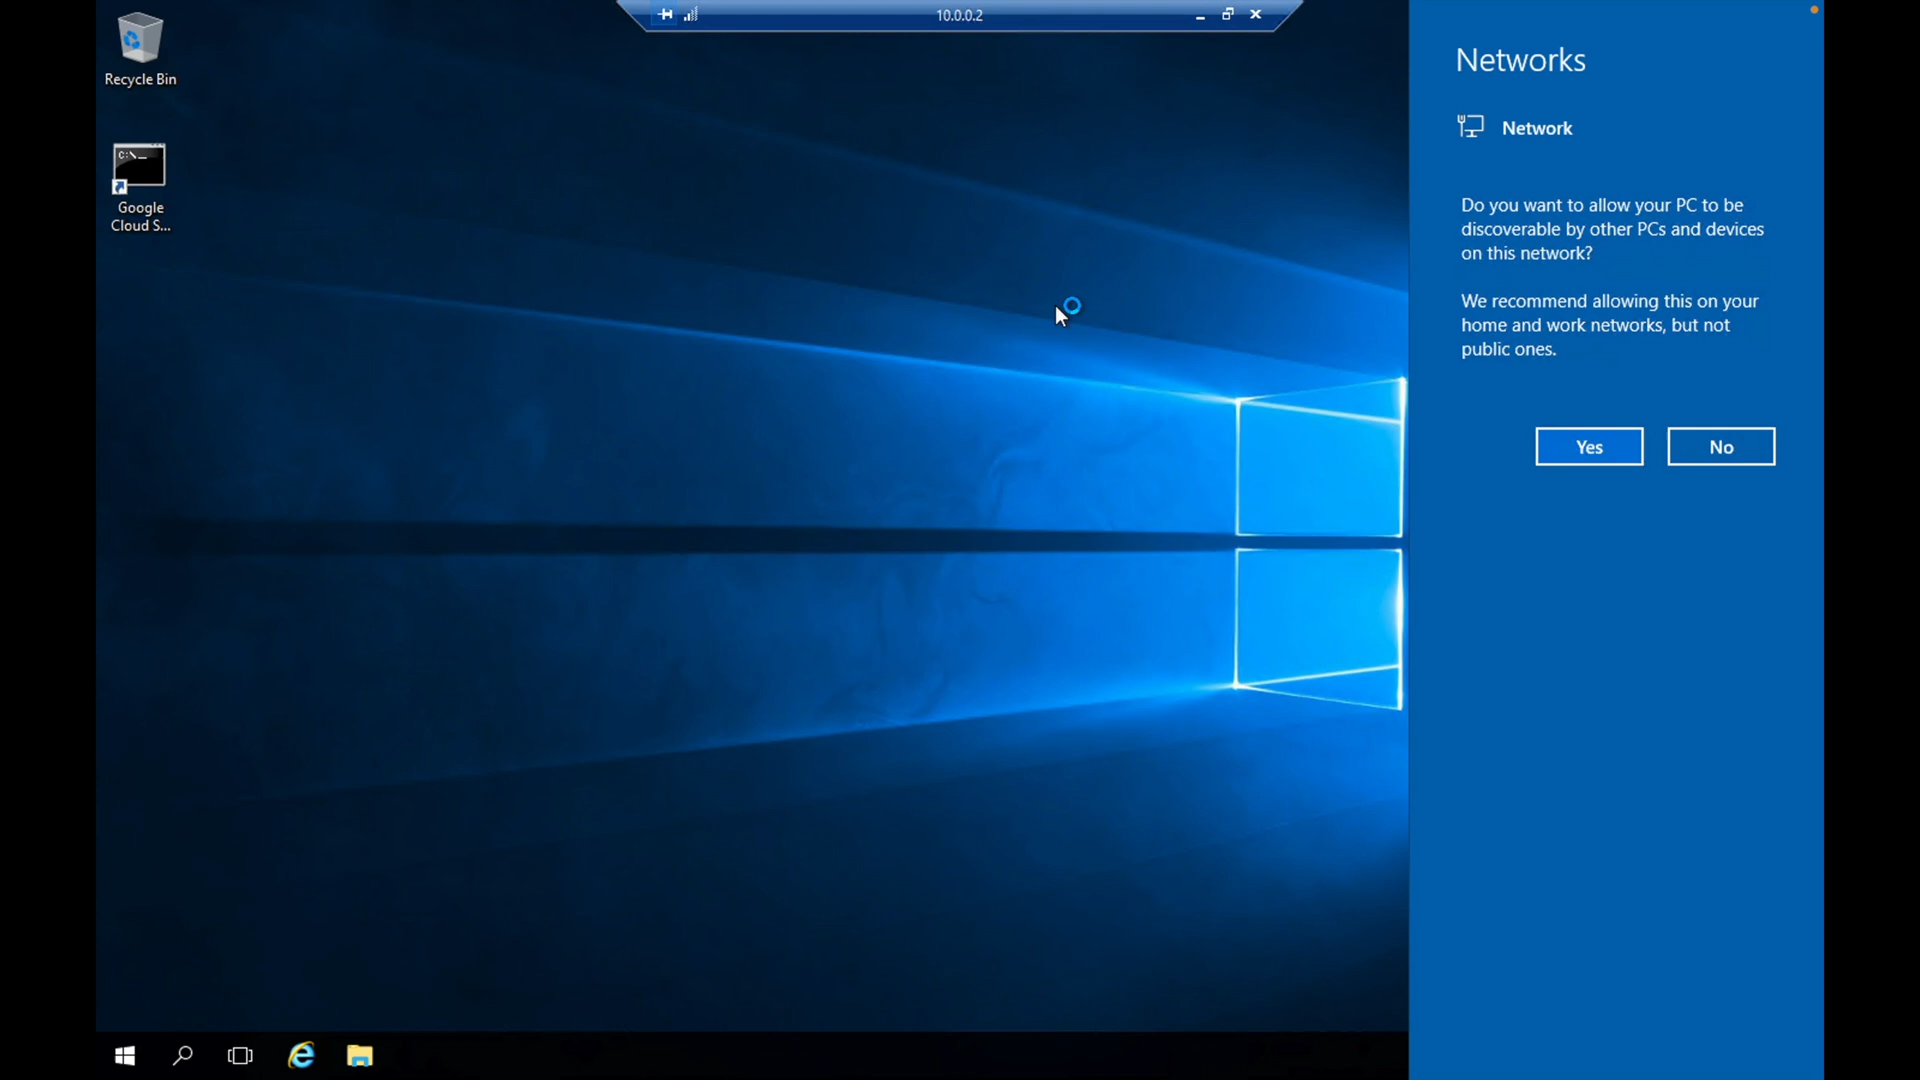 10.0.0.2
Recycle Bin
C:\_
Google
Cloud S...
Networks
Network
Do you want to allow your PC to be
discoverable by other PCs and devices
on this network?
We recommend allowing this on your
home and work networks, but not
public ones.
Yes
No